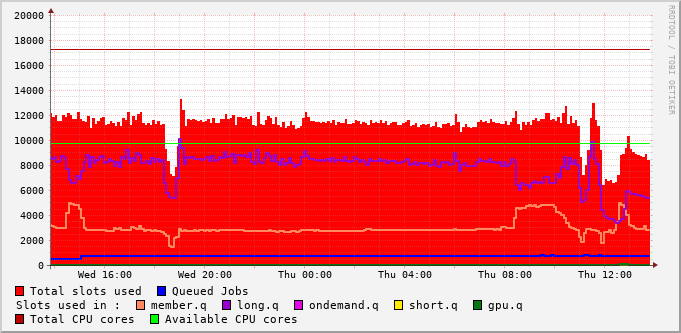 20000
18000
16000
14000
12000
10000
8000
6000
4000
2000
0
Wed 16:00 Wed 20:00 Thu 00:00 Thu 04:00 Thu 08:00 Thu 12:00
Total slots used Queued Jobs
Slots used in : member.q long.q ondemand.q short.q gpu.q
Total CPU cores Available CPU cores
RRDTOOL / TOBI OETIKER